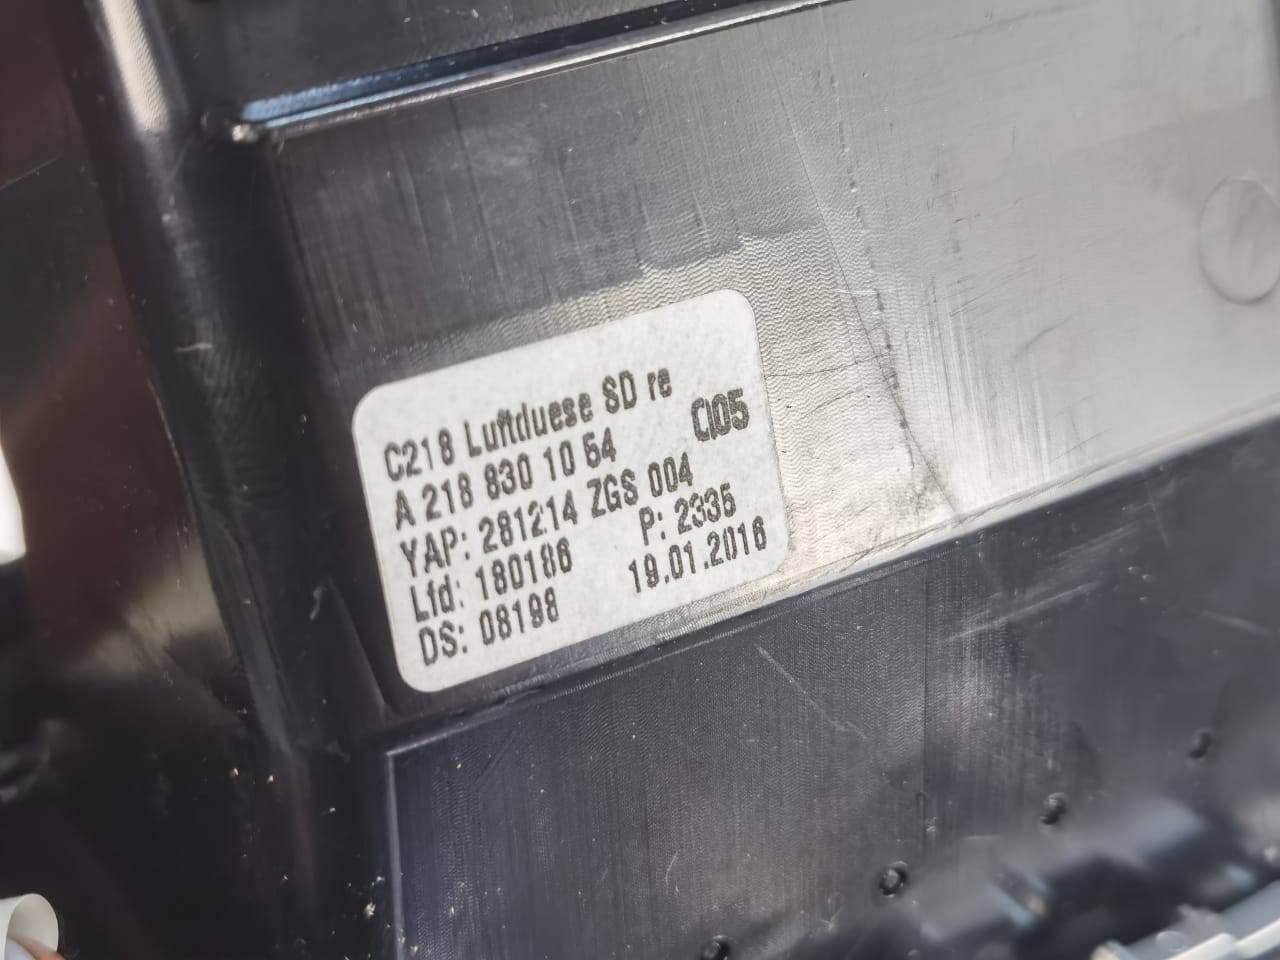 C218 Luftduese SD re
A 218 830 10 54 C|05
YAP: 281214 ZGS 004
Lfd: 180186 P: 2335
DS: 08198 19.01.2016